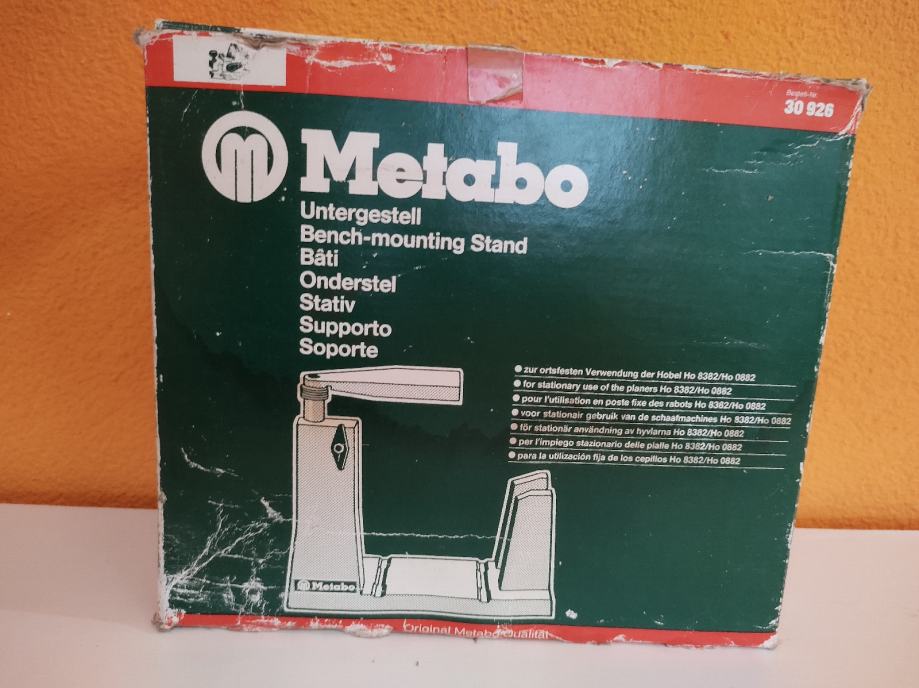 Bestell-Nr.
30 926
Metabo
Untergestell
Bench-mounting Stand
Bâti
Onderstel
Stativ
Supporto
Soporte
zur ortsfesten Verwendung der Hobel Ho 8382/Ho 0882
for stationary use of the planers Ho 8382/Ho 0882
pour l'utilisation en poste fixe des rabots Ho 8382/Ho 0882
voor stationair gebruik van de schaafmachines Ho 8382/Ho 0882
för stationär användning av hyvlarna Ho 8382/Ho 0882
per l'impiego stazionario delle pialle Ho 8382/Ho 0882
para la utilización fija de los cepillos Ho 8382/Ho 0882
Metabo
Original Metabo Qualität